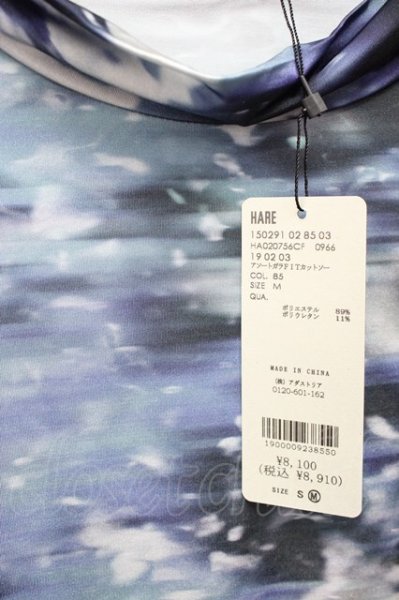 HARE
150291 02 85 03
HA020756CF 0966
19 02 03
アソートガラFITカットソー
COL. 85
SIZE M
QUA.
ポリエステル 89%
ポリウレタン 11%
MADE IN CHINA
(株) アダストリア
0120-601-162
1900009238550
¥8,100
(税込 ¥8,910)
SIZE S M